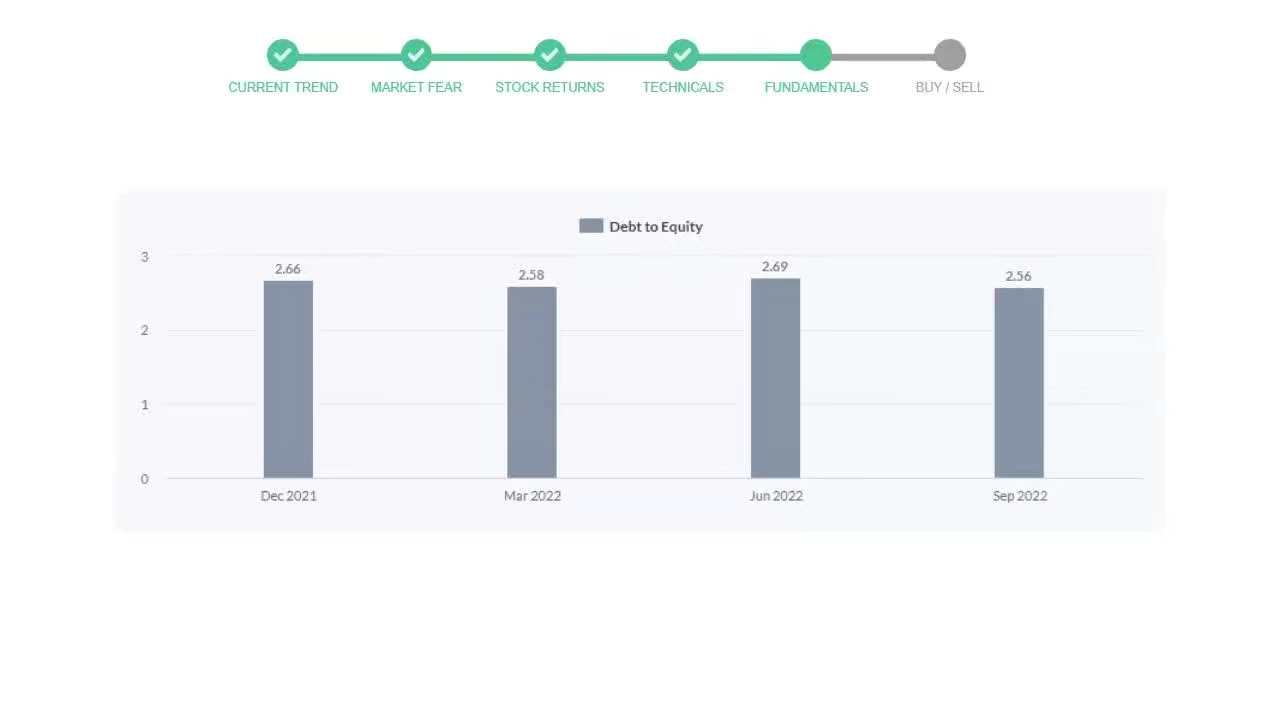 CURRENT TREND MARKET FEAR STOCK RETURNS TECHNICALS FUNDAMENTALS BUY / SELL
Debt to Equity
3
2.66 2.58 2.69 2.56
2
1
0
Dec 2021 Mar 2022 Jun 2022 Sep 2022